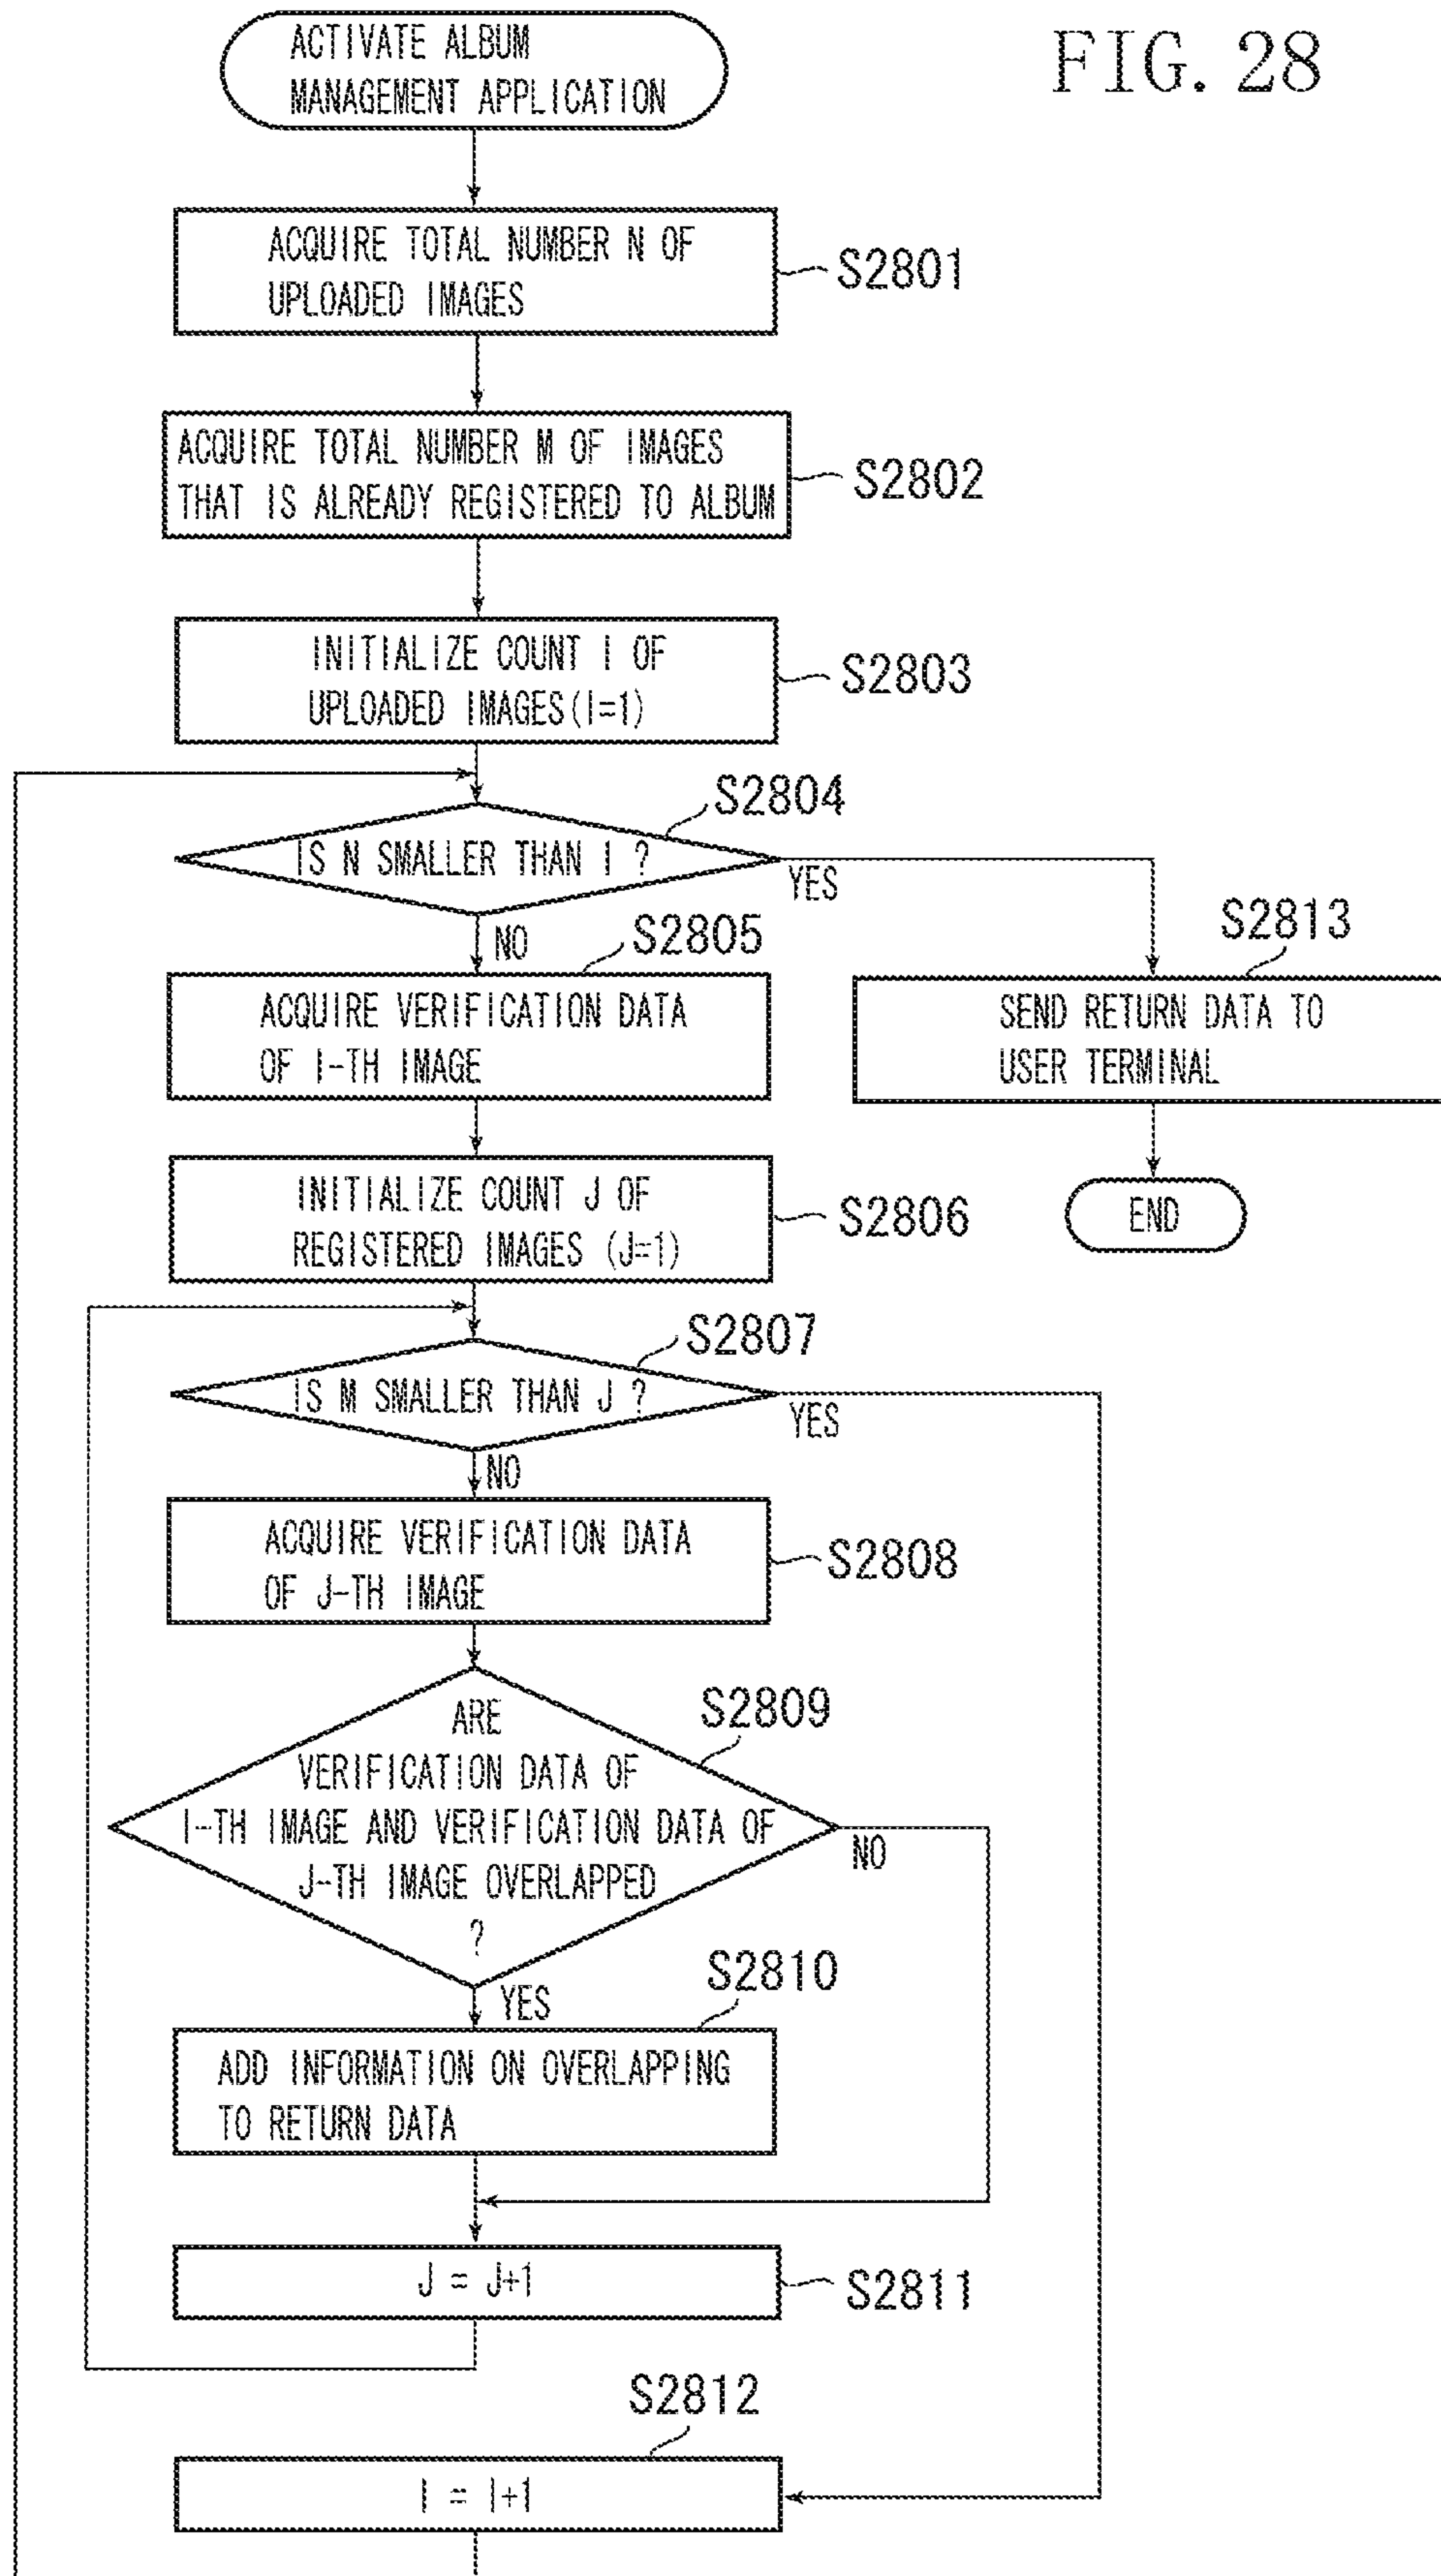 FIG. 28
ACTIVATE ALBUM
MANAGEMENT APPLICATION
ACQUIRE TOTAL NUMBER N OF
UPLOADED IMAGES
S2801
ACQUIRE TOTAL NUMBER M OF IMAGES
THAT IS ALREADY REGISTERED TO ALBUM
S2802
INITIALIZE COUNT I OF
UPLOADED IMAGES(I=1)
S2803
S2804
IS N SMALLER THAN I ?
YES
NO
S2805
ACQUIRE VERIFICATION DATA
OF I-TH IMAGE
S2813
SEND RETURN DATA TO
USER TERMINAL
END
INITIALIZE COUNT J OF
REGISTERED IMAGES (J=1)
S2806
S2807
IS M SMALLER THAN J ?
YES
NO
ACQUIRE VERIFICATION DATA
OF J-TH IMAGE
S2808
S2809
ARE
VERIFICATION DATA OF
I-TH IMAGE AND VERIFICATION DATA OF
J-TH IMAGE OVERLAPPED
?
NO
YES
S2810
ADD INFORMATION ON OVERLAPPING
TO RETURN DATA
J = J+1
S2811
S2812
I = I+1